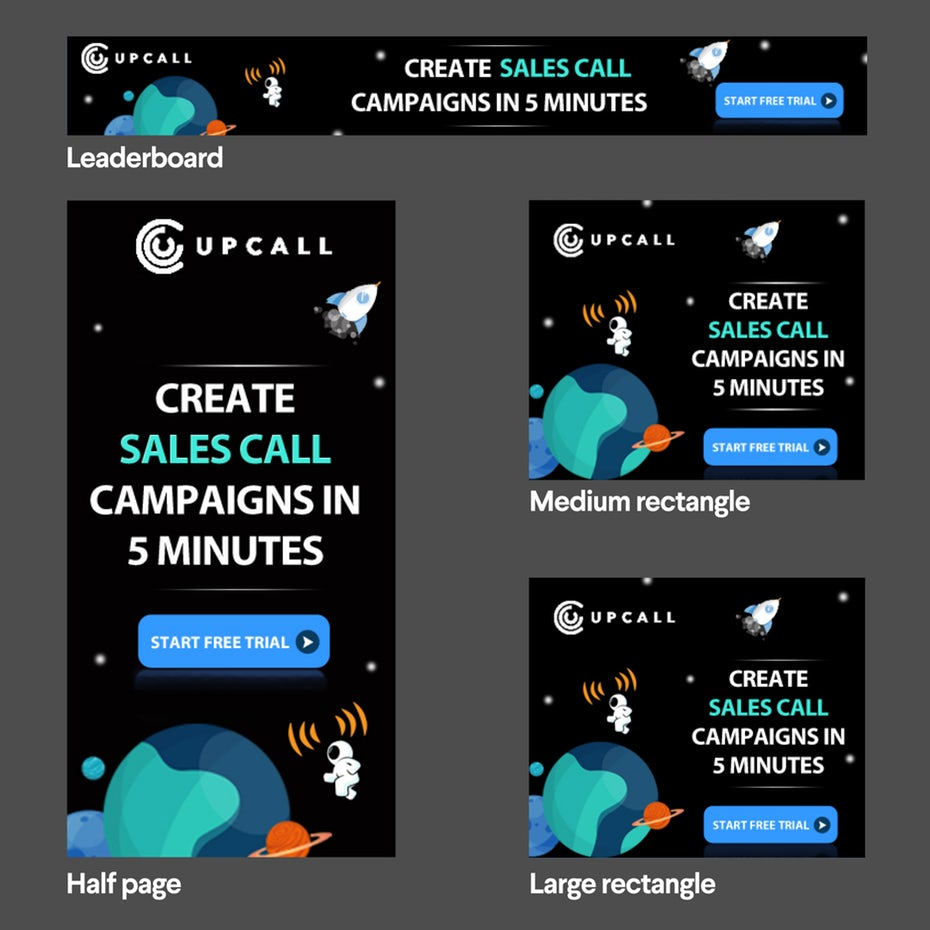 UPCALL
CREATE SALES CALL
CAMPAIGNS IN 5 MINUTES
START FREE TRIAL
Leaderboard
UPCALL
CREATE
SALES CALL
CAMPAIGNS IN
5 MINUTES
START FREE TRIAL
Half page
UPCALL
CREATE
SALES CALL
CAMPAIGNS IN
5 MINUTES
START FREE TRIAL
Medium rectangle
UPCALL
CREATE
SALES CALL
CAMPAIGNS IN
5 MINUTES
START FREE TRIAL
Large rectangle